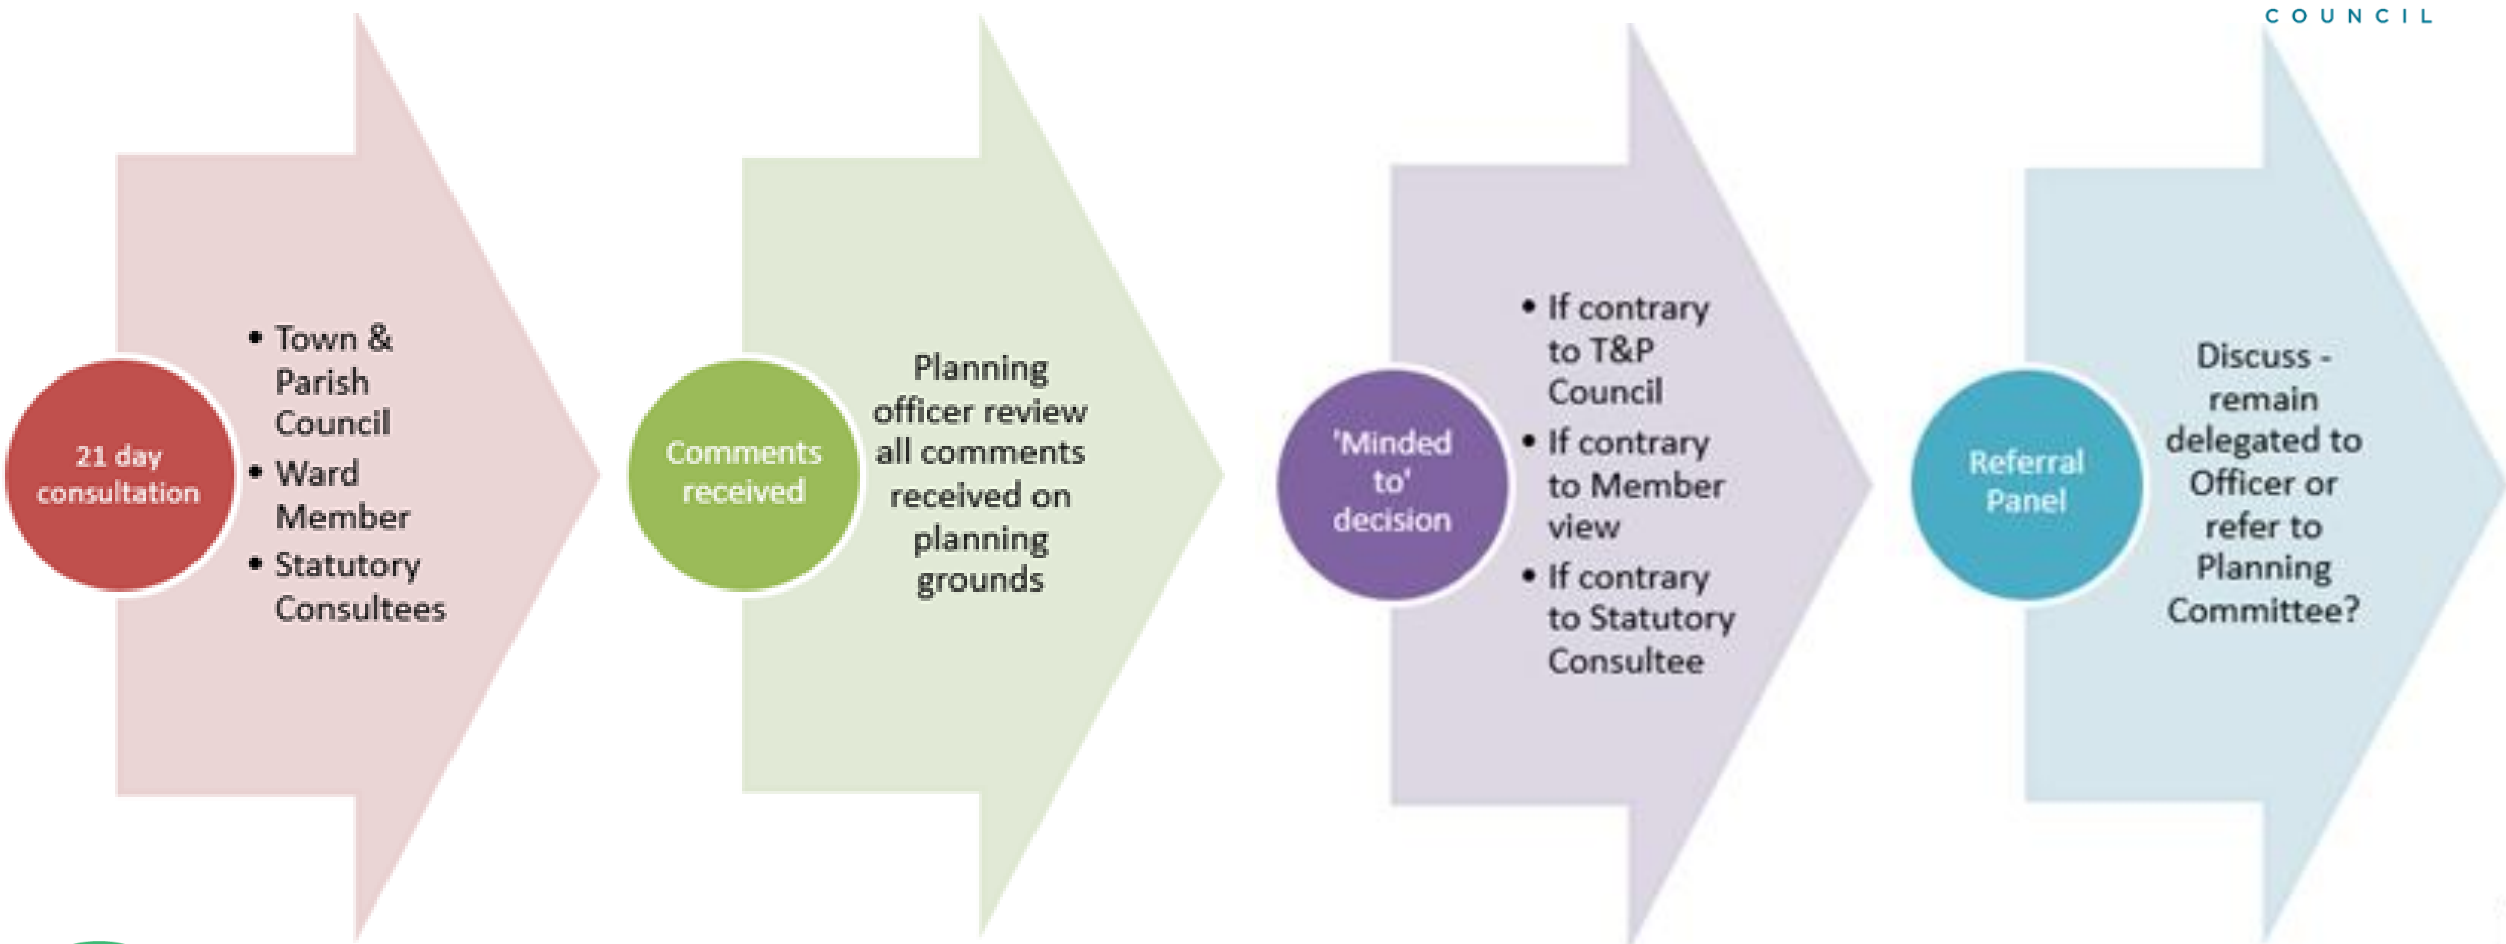 COUNCIL
21 day
consultation
• Town &
Parish
Council
• Ward
Member
• Statutory
Consultees
Comments
received
Planning
officer review
all comments
received on
planning
grounds
'Minded
to'
decision
• If contrary
to T&P
Council
• If contrary
to Member
view
• If contrary
to Statutory
Consultee
Referral
Panel
Discuss -
remain
delegated to
Officer or
refer to
Planning
Committee?